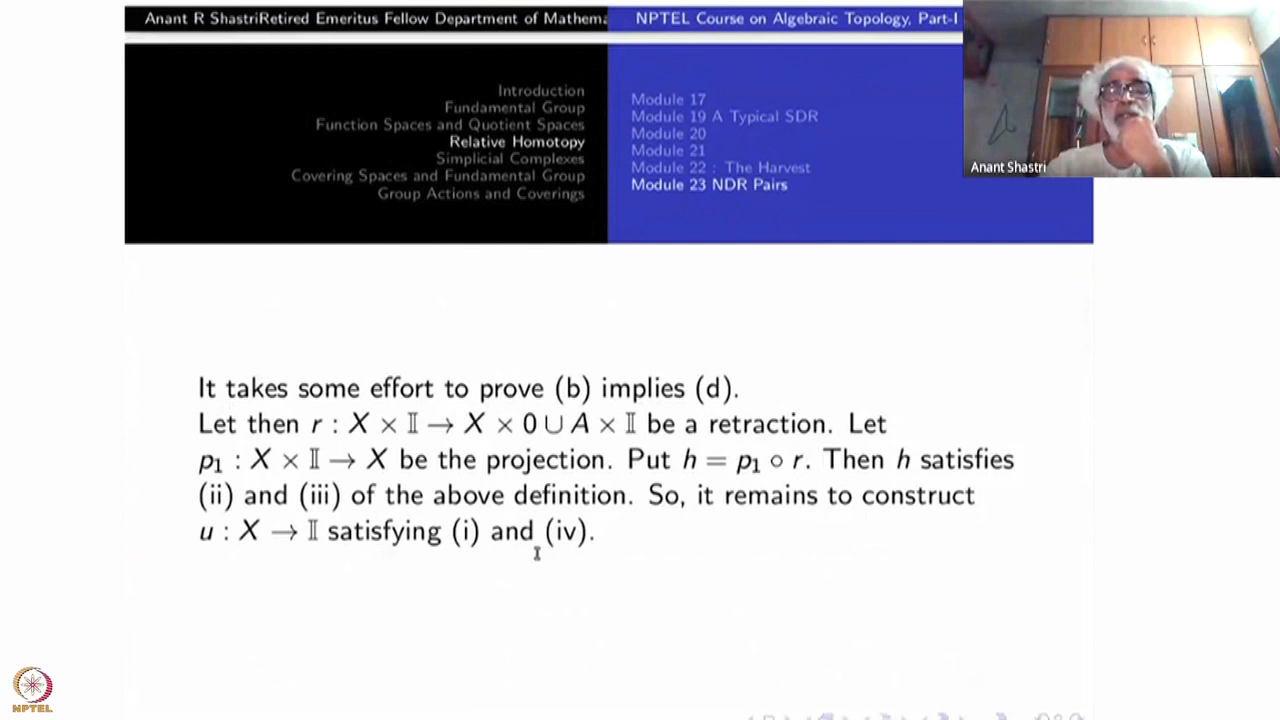 Anant R ShastriRetired Emeritus Fellow Department of Mathema
NPTEL Course on Algebraic Topology, Part-I
Introduction
Fundamental Group
Function Spaces and Quotient Spaces
Relative Homotopy
Simplicial Complexes
Covering Spaces and Fundamental Group
Group Actions and Coverings
Module 17
Module 19 A Typical SDR
Module 20
Module 21
Module 22 : The Harvest
Module 23 NDR Pairs
Anant Shastri
It takes some effort to prove (b) implies (d).
Let then r : X × 𝕀 → X × 0 ∪ A × 𝕀 be a retraction. Let
p₁ : X × 𝕀 → X be the projection. Put h = p₁ ∘ r. Then h satisfies
(ii) and (iii) of the above definition. So, it remains to construct
u : X → 𝕀 satisfying (i) and (iv).
NPTEL